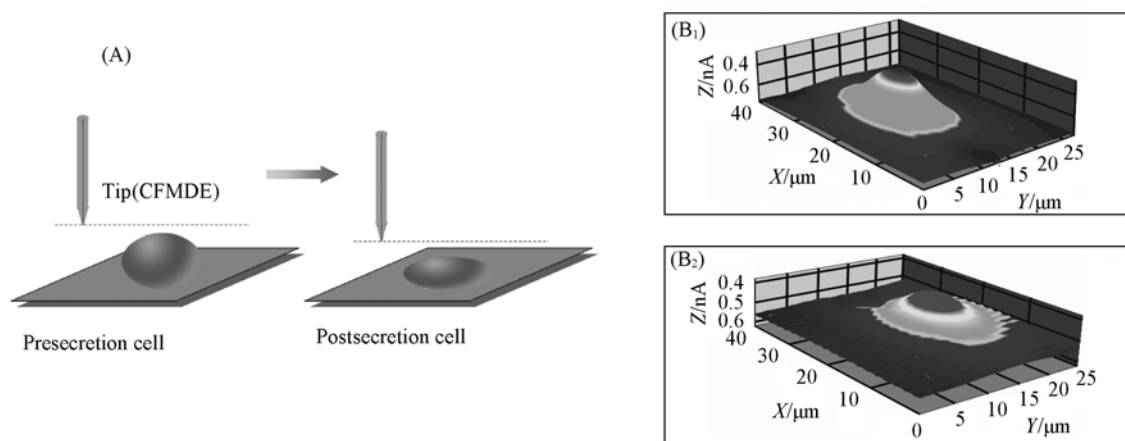 (A)
Tip(CFMDE)
Presecretion cell
Postsecretion cell
(B₁)
Z/nA
0.4
0.6
40
30
20
10
0
X/μm
5
10
15
20
25
Y/μm
(B₂)
Z/nA
0.4
0.5
0.6
40
30
20
10
0
X/μm
5
10
15
20
25
Y/μm